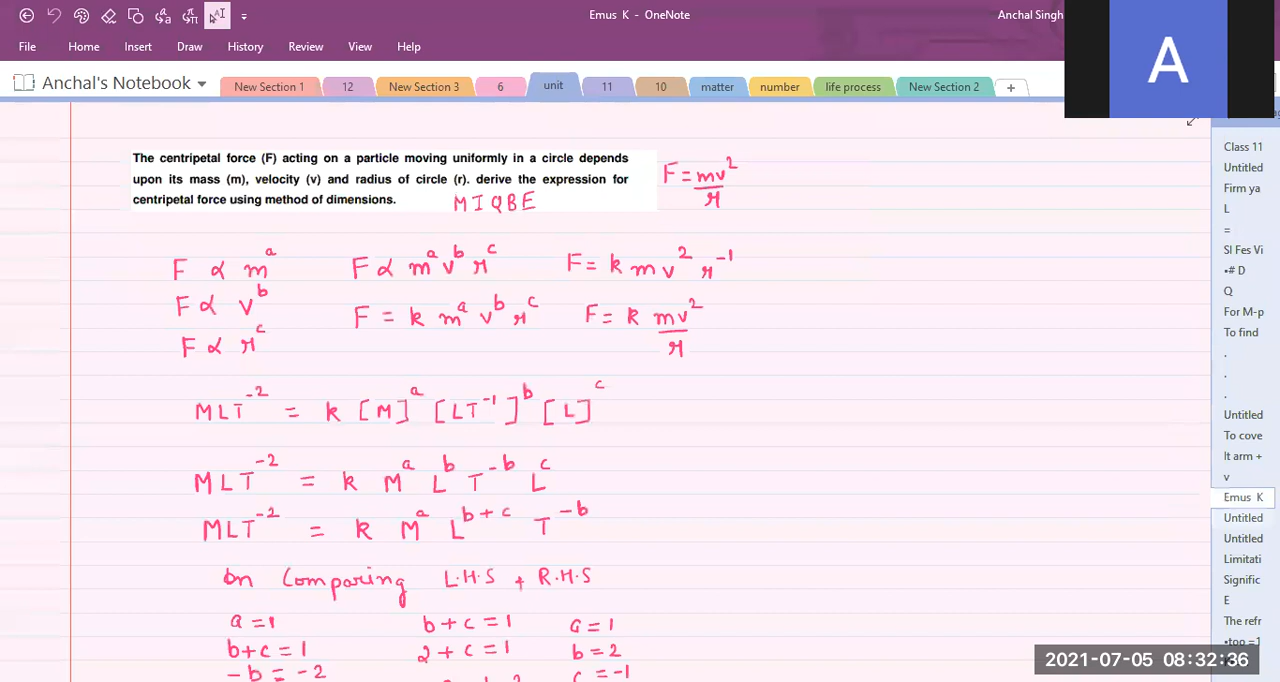 Emus K - OneNote
Anchal Singh
File Home Insert Draw History Review View Help
Anchal's Notebook
New Section 1 12 New Section 3 6 unit 11 10 matter number life process New Section 2 +
A
The centripetal force (F) acting on a particle moving uniformly in a circle depends
upon its mass (m), velocity (v) and radius of circle (r). derive the expression for
centripetal force using method of dimensions.
MIQBE
F = mv²/r
F ∝ m^a
F ∝ v^b
F ∝ r^c
F ∝ m^a v^b r^c
F = k m^a v^b r^c
F = k m v² r⁻¹
F = k mv²/r
MLT⁻² = k [M]^a [LT⁻¹]^b [L]^c
MLT⁻² = k M^a L^b T^-b L^c
MLT⁻² = k M^a L^b+c T^-b
On Comparing L.H.S + R.H.S
a = 1
b + c = 1
- b = - 2
b + c = 1
2 + c = 1
a = 1
b = 2
c = -1
Class 11
Untitled
Firm ya
L
=
SI Fes Vi
•# D
Q
For M-p
To find
.
.
.
Untitled
To cove
It arm +
v
Emus K
Untitled
Untitled
Limitati
Signific
E
The refr
•too =1
2021-07-05 08:32:36